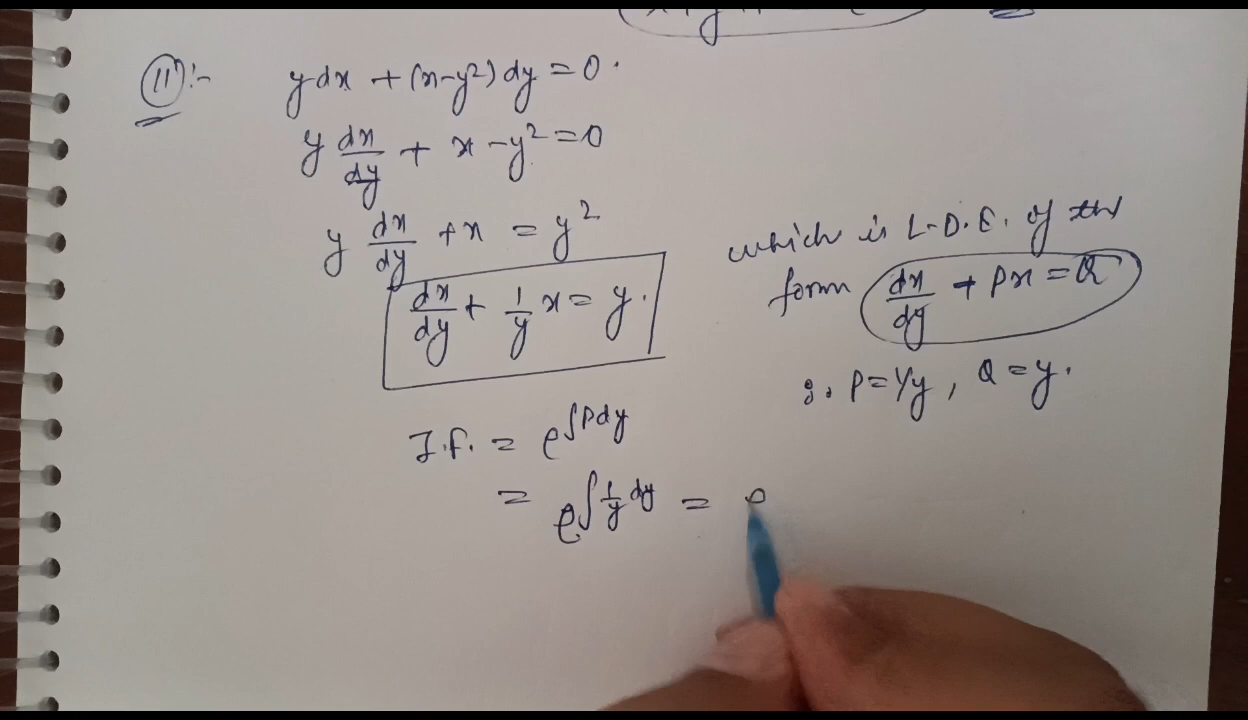 11 :- y dx + (x-y²) dy = 0.
y dx/dy + x - y² = 0
y dx/dy + x = y²
dx/dy + 1/y x = y.
which is L.D.E. of the
form dx/dy + Px = Q
∴ P = 1/y, Q = y.
I.F. = e^∫Pdy
= e^∫1/y dy = e